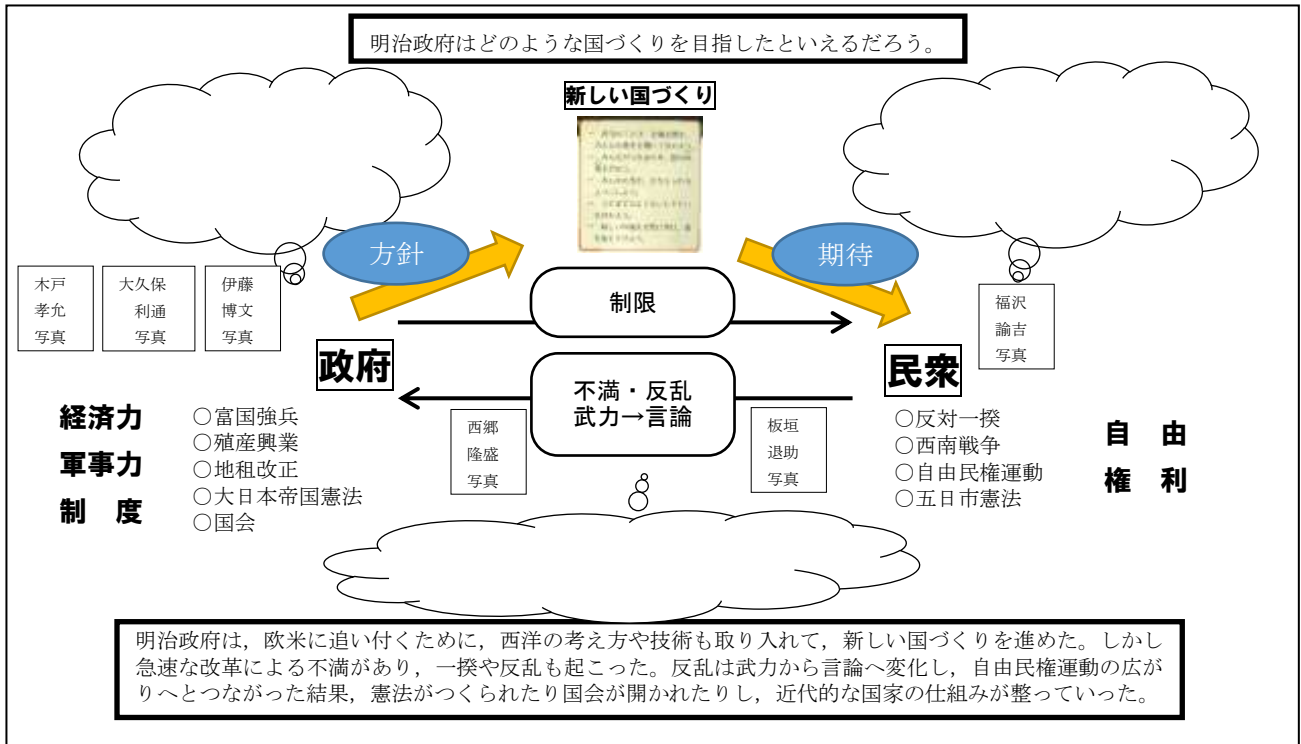 明治政府はどのような国づくりを目指したといえるだろう。
新しい国づくり
方針
期待
木戸
孝允
写真
大久保
利通
写真
伊藤
博文
写真
制限
福沢
諭吉
写真
政府
民衆
不満・反乱
武力→言論
経済力
軍事力
制　度
○富国強兵
○殖産興業
○地租改正
○大日本帝国憲法
○国会
西郷
隆盛
写真
板垣
退助
写真
○反対一揆
○西南戦争
○自由民権運動
○五日市憲法
自　由
権　利
明治政府は，欧米に追い付くために，西洋の考え方や技術も取り入れて，新しい国づくりを進めた。しかし
急速な改革による不満があり，一揆や反乱も起こった。反乱は武力から言論へ変化し，自由民権運動の広が
りへとつながった結果，憲法がつくられたり国会が開かれたりし，近代的な国家の仕組みが整っていった。